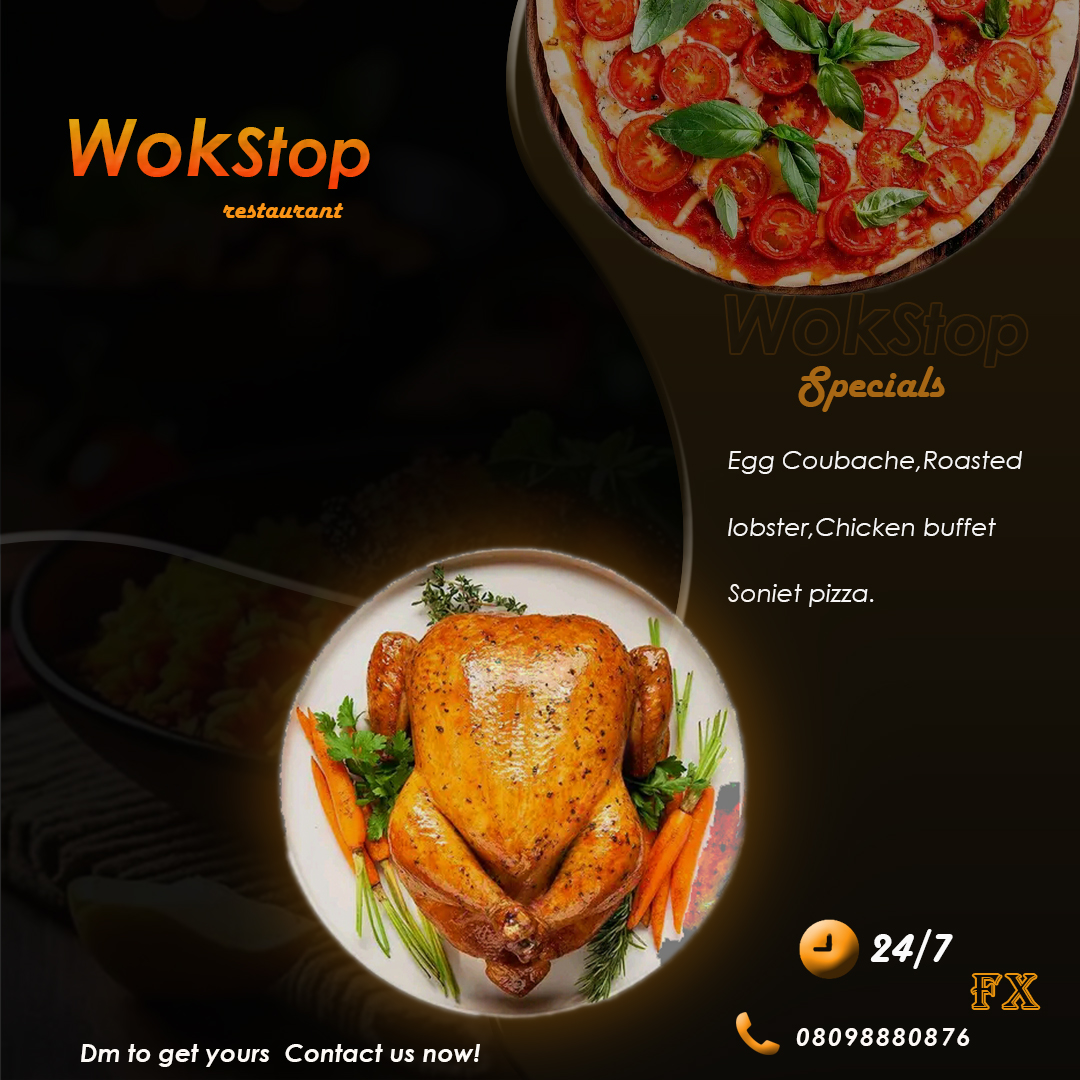 WokStop
restaurant
WokStop
Specials
Egg Coubache,Roasted
lobster,Chicken buffet
Soniet pizza.
24/7
FX
08098880876
Dm to get yours  Contact us now!